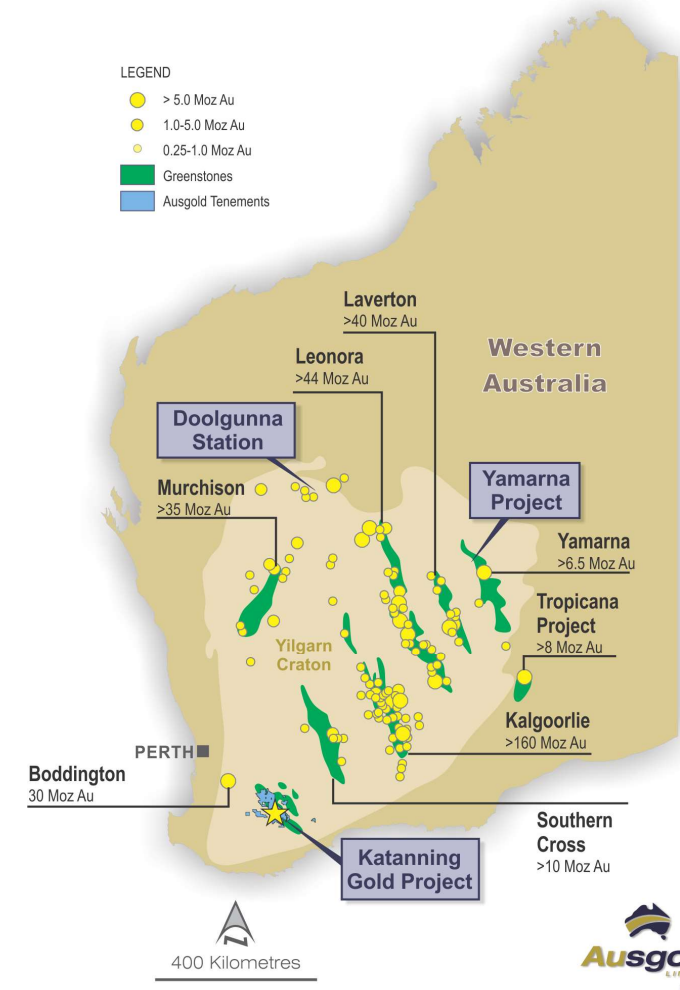 LEGEND
> 5.0 Moz Au
1.0-5.0 Moz Au
0.25-1.0 Moz Au
Greenstones
Ausgold Tenements
Laverton
>40 Moz Au
Western
Australia
Leonora
>44 Moz Au
Doolgunna
Station
Murchison
>35 Moz Au
Yamarna
Project
Yamarna
>6.5 Moz Au
Tropicana
Project
>8 Moz Au
Yilgarn
Craton
Kalgoorlie
>160 Moz Au
PERTH
Boddington
30 Moz Au
Southern
Cross
>10 Moz Au
Katanning
Gold Project
N
400 Kilometres
Ausgo